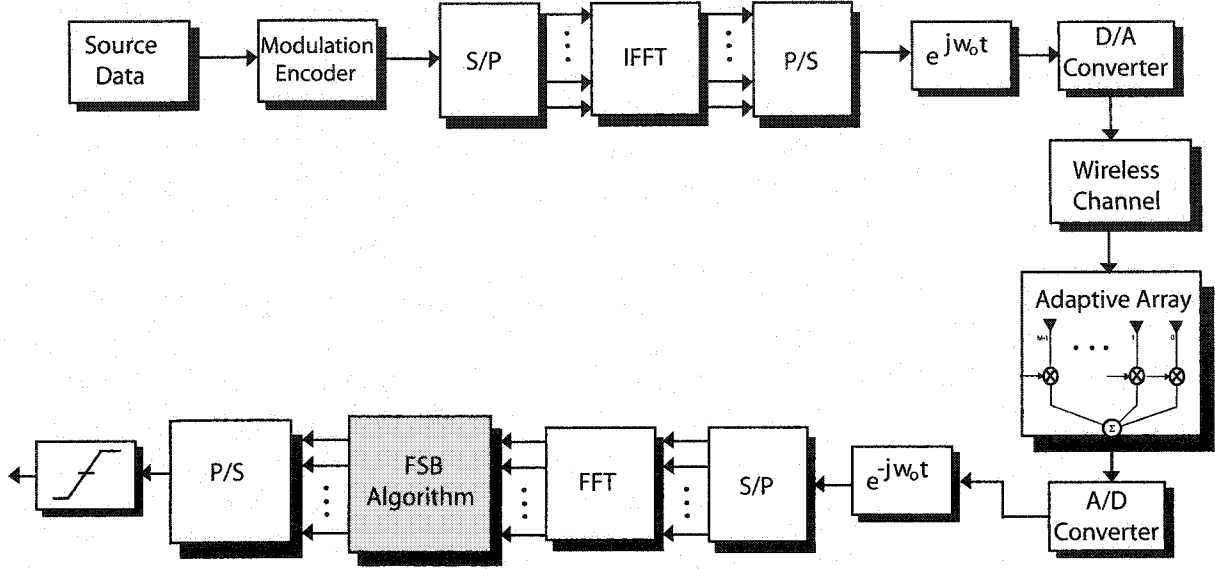 Source
Data
Modulation
Encoder
S/P
IFFT
P/S
e^jw₀t
D/A
Converter
Wireless
Channel
Adaptive Array
M-1
1
0
Σ
P/S
FSB
Algorithm
FFT
S/P
e^-jw₀t
A/D
Converter